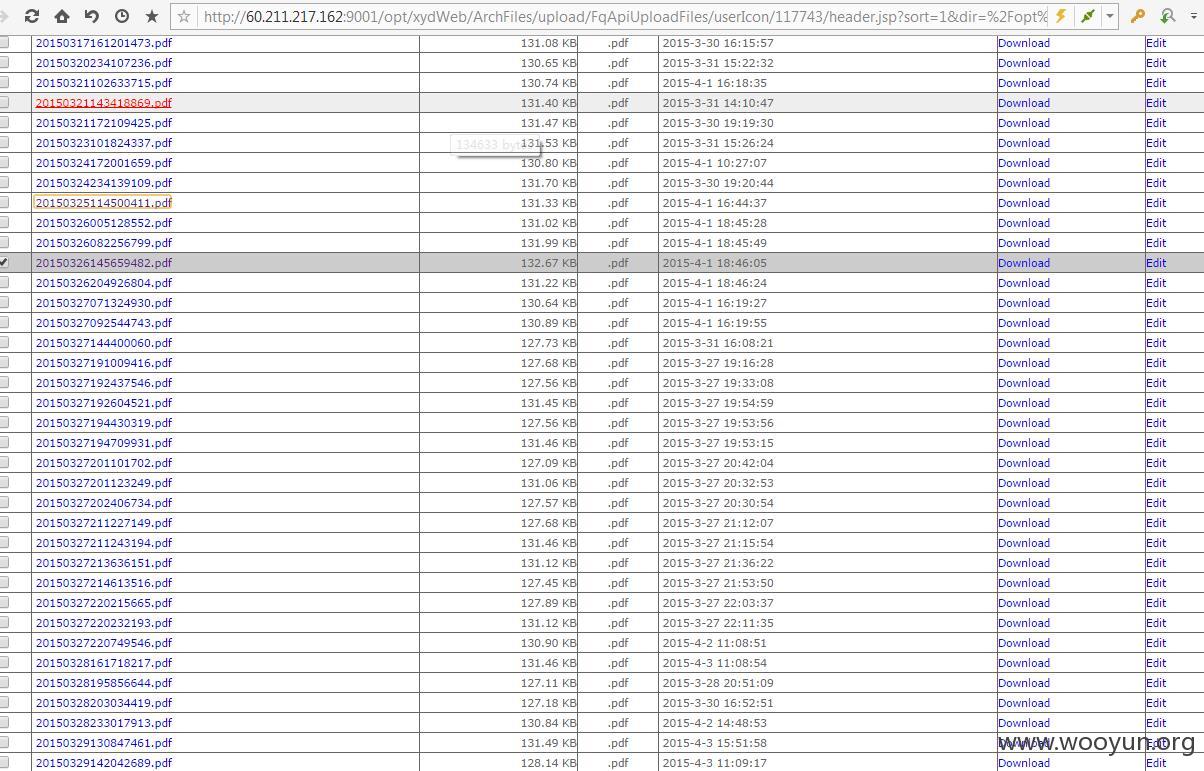 http://60.211.217.162:9001/opt/xydWeb/ArchFiles/upload/FqApiUploadFiles/userIcon/117743/header.jsp?sort=1&dir=%2Fopt%
20150317161201473.pdf 131.08 KB .pdf 2015-3-30 16:15:57 Download Edit
20150320234107236.pdf 130.65 KB .pdf 2015-3-31 15:22:32 Download Edit
20150321102633715.pdf 130.74 KB .pdf 2015-4-1 16:18:35 Download Edit
20150321143418869.pdf 131.40 KB .pdf 2015-3-31 14:10:47 Download Edit
20150321172109425.pdf 131.47 KB .pdf 2015-3-30 19:19:30 Download Edit
20150323101824337.pdf 131.53 KB .pdf 2015-3-31 15:26:24 Download Edit
134633
20150324172001659.pdf 130.80 KB .pdf 2015-4-1 10:27:07 Download Edit
20150324234139109.pdf 131.70 KB .pdf 2015-3-30 19:20:44 Download Edit
20150325114500411.pdf 131.33 KB .pdf 2015-4-1 16:44:37 Download Edit
20150326005128552.pdf 131.02 KB .pdf 2015-4-1 18:45:28 Download Edit
20150326082256799.pdf 131.99 KB .pdf 2015-4-1 18:45:49 Download Edit
20150326145659482.pdf 132.67 KB .pdf 2015-4-1 18:46:05 Download Edit
20150326204926804.pdf 131.22 KB .pdf 2015-4-1 18:46:24 Download Edit
20150327071324930.pdf 130.64 KB .pdf 2015-4-1 16:19:27 Download Edit
20150327092544743.pdf 130.89 KB .pdf 2015-4-1 16:19:55 Download Edit
20150327144400060.pdf 127.73 KB .pdf 2015-3-31 16:08:21 Download Edit
20150327191009416.pdf 127.68 KB .pdf 2015-3-27 19:16:28 Download Edit
20150327192437546.pdf 127.56 KB .pdf 2015-3-27 19:33:08 Download Edit
20150327192604521.pdf 131.45 KB .pdf 2015-3-27 19:54:59 Download Edit
20150327194430319.pdf 127.56 KB .pdf 2015-3-27 19:53:56 Download Edit
20150327194709931.pdf 131.46 KB .pdf 2015-3-27 19:53:15 Download Edit
20150327201101702.pdf 127.09 KB .pdf 2015-3-27 20:42:04 Download Edit
20150327201123249.pdf 131.06 KB .pdf 2015-3-27 20:32:53 Download Edit
20150327202406734.pdf 127.57 KB .pdf 2015-3-27 20:30:54 Download Edit
20150327211227149.pdf 127.68 KB .pdf 2015-3-27 21:12:07 Download Edit
20150327211243194.pdf 131.46 KB .pdf 2015-3-27 21:15:54 Download Edit
20150327213636151.pdf 131.12 KB .pdf 2015-3-27 21:36:22 Download Edit
20150327214613516.pdf 127.45 KB .pdf 2015-3-27 21:53:50 Download Edit
20150327220215665.pdf 127.89 KB .pdf 2015-3-27 22:03:37 Download Edit
20150327220232193.pdf 131.12 KB .pdf 2015-3-27 22:11:35 Download Edit
20150327220749546.pdf 130.90 KB .pdf 2015-4-2 11:08:51 Download Edit
20150328161718217.pdf 131.46 KB .pdf 2015-4-3 11:08:54 Download Edit
20150328195856644.pdf 127.11 KB .pdf 2015-3-28 20:51:09 Download Edit
20150328203034419.pdf 127.18 KB .pdf 2015-3-30 16:52:51 Download Edit
20150328233017913.pdf 130.84 KB .pdf 2015-4-2 14:48:53 Download Edit
20150329130847461.pdf 131.49 KB .pdf 2015-4-3 15:51:58 Download Edit
www.wooyun.org
20150329142042689.pdf 128.14 KB .pdf 2015-4-3 11:09:17 Download Edit